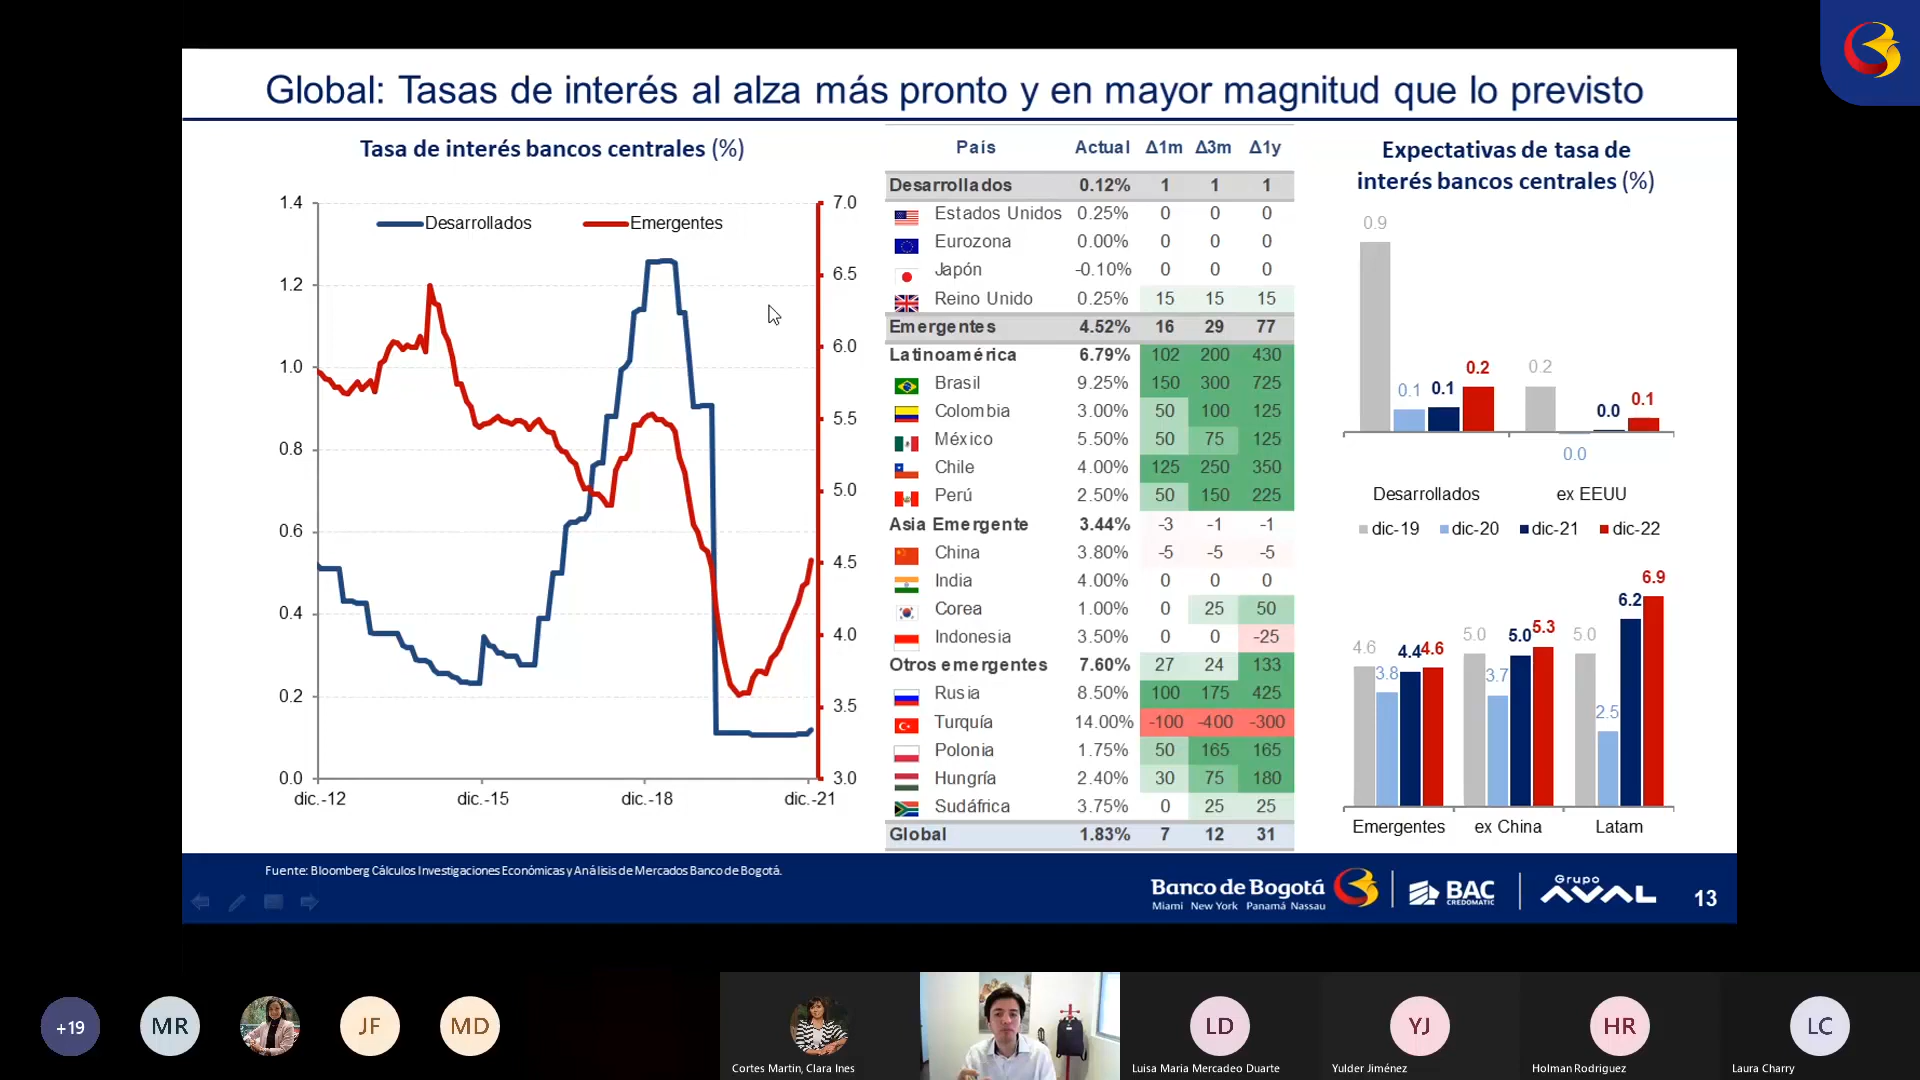 Global: Tasas de interés al alza más pronto y en mayor magnitud que lo previsto
Tasa de interés bancos centrales (%)
1.4
1.2
1.0
0.8
0.6
0.4
0.2
0.0
Desarrollados
Emergentes
7.0
6.5
6.0
5.5
5.0
4.5
4.0
3.5
3.0
dic.-12
dic.-15
dic.-18
dic.-21
País Actual Δ1m Δ3m Δ1y
Desarrollados 0.12% 1 1 1
Estados Unidos 0.25% 0 0 0
Eurozona 0.00% 0 0 0
Japón -0.10% 0 0 0
Reino Unido 0.25% 15 15 15
Emergentes 4.52% 16 29 77
Latinoamérica 6.79% 102 200 430
Brasil 9.25% 150 300 725
Colombia 3.00% 50 100 125
México 5.50% 50 75 125
Chile 4.00% 125 250 350
Perú 2.50% 50 150 225
Asia Emergente 3.44% -3 -1 -1
China 3.80% -5 -5 -5
India 4.00% 0 0 0
Corea 1.00% 0 25 50
Indonesia 3.50% 0 0 -25
Otros emergentes 7.60% 27 24 133
Rusia 8.50% 100 175 425
Turquía 14.00% -100 -400 -300
Polonia 1.75% 50 165 165
Hungría 2.40% 30 75 180
Sudáfrica 3.75% 0 25 25
Global 1.83% 7 12 31
Expectativas de tasa de
interés bancos centrales (%)
0.9
0.1
0.1
0.2
0.2
0.0
0.0
0.1
Desarrollados
ex EEUU
dic-19
dic-20
dic-21
dic-22
4.6
3.8
4.4
4.6
5.0
3.7
5.0
5.3
5.0
2.5
6.2
6.9
Emergentes
ex China
Latam
Fuente: Bloomberg Cálculos Investigaciones Económicas y Análisis de Mercados Banco de Bogotá.
Banco de Bogotá
Miami New York Panamá Nassau
BAC
CREDOMATIC
Grupo
AVAL
13
+19
MR
JF
MD
LD
YJ
HR
LC
Cortes Martin, Clara Ines
Luisa Maria Mercadeo Duarte
Yulder Jiménez
Holman Rodriguez
Laura Charry